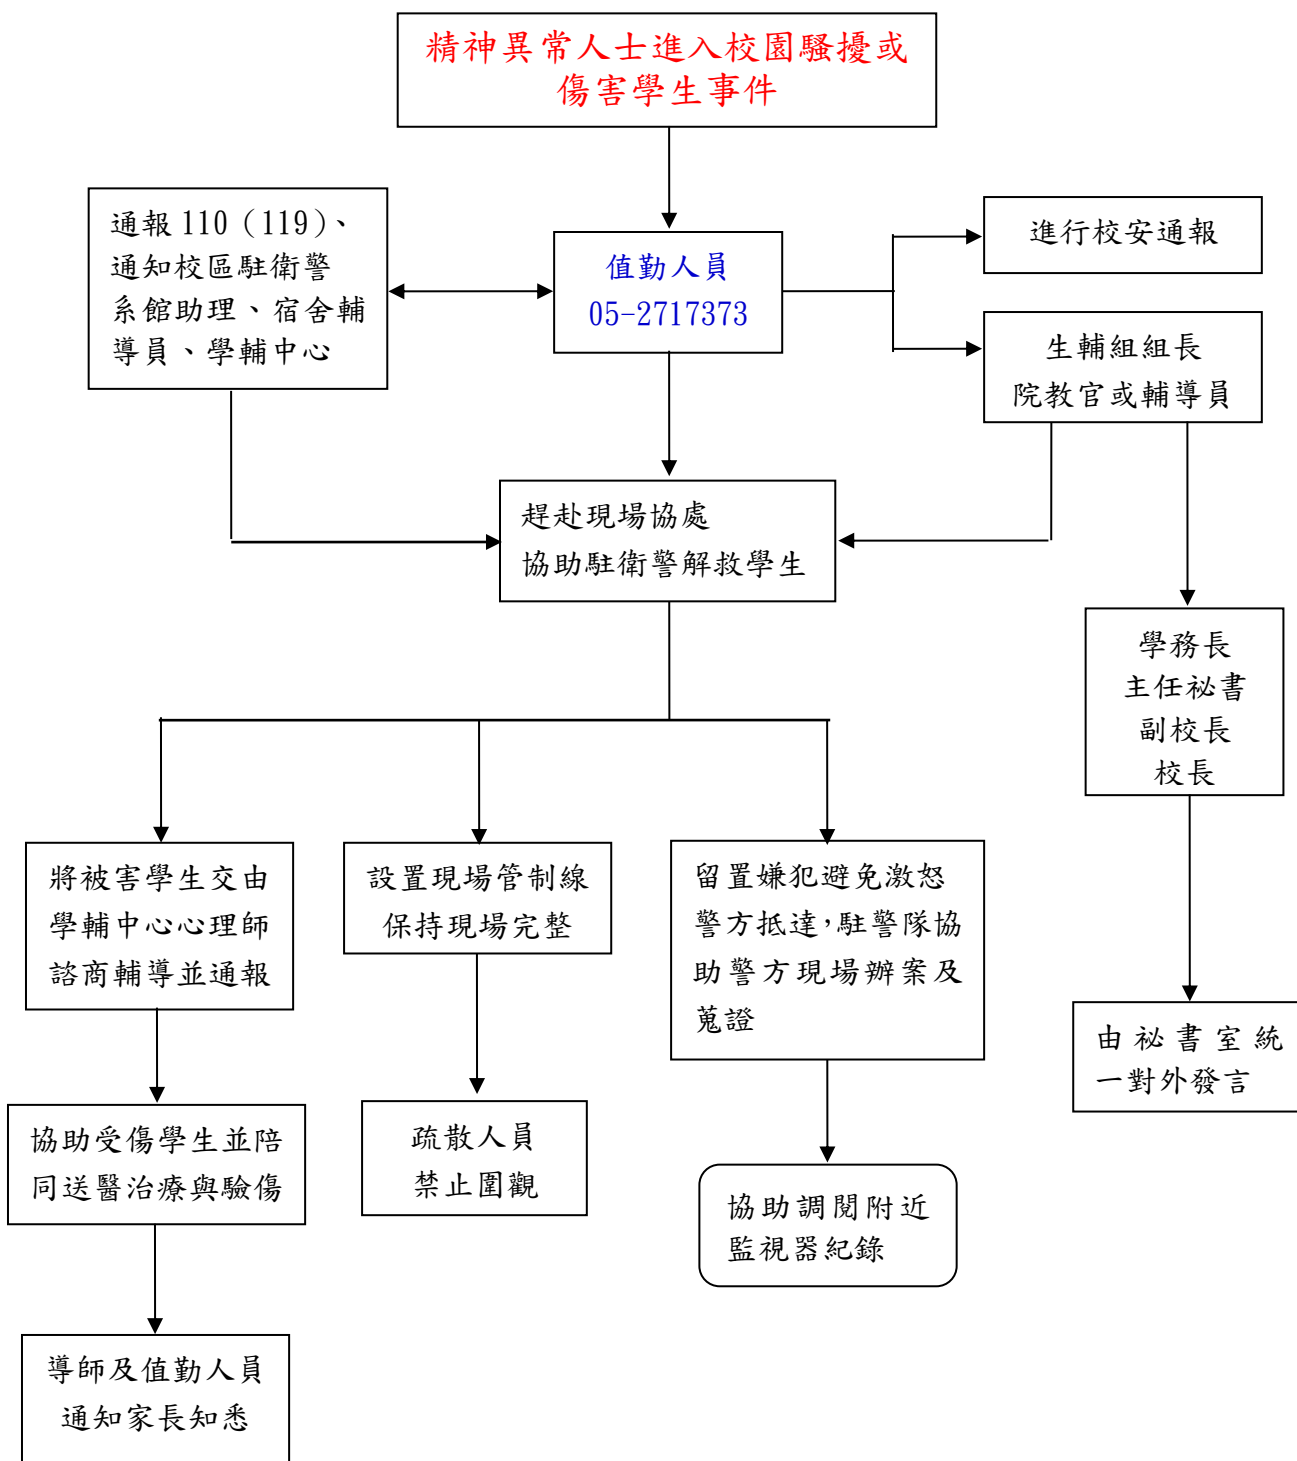 精神異常人士進入校園騷擾或
傷害學生事件
通報 110（119）、
通知校區駐衛警
系館助理、宿舍輔
導員、學輔中心
值勤人員
05-2717373
進行校安通報
生輔組組長
院教官或輔導員
趕赴現場協處
協助駐衛警解救學生
學務長
主任祕書
副校長
校長
將被害學生交由
學輔中心心理師
諮商輔導並通報
設置現場管制線
保持現場完整
留置嫌犯避免激怒
警方抵達，駐警隊協
助警方現場辦案及
蒐證
由祕書室統
一對外發言
協助受傷學生並陪
同送醫治療與驗傷
疏散人員
禁止圍觀
協助調閱附近
監視器紀錄
導師及值勤人員
通知家長知悉